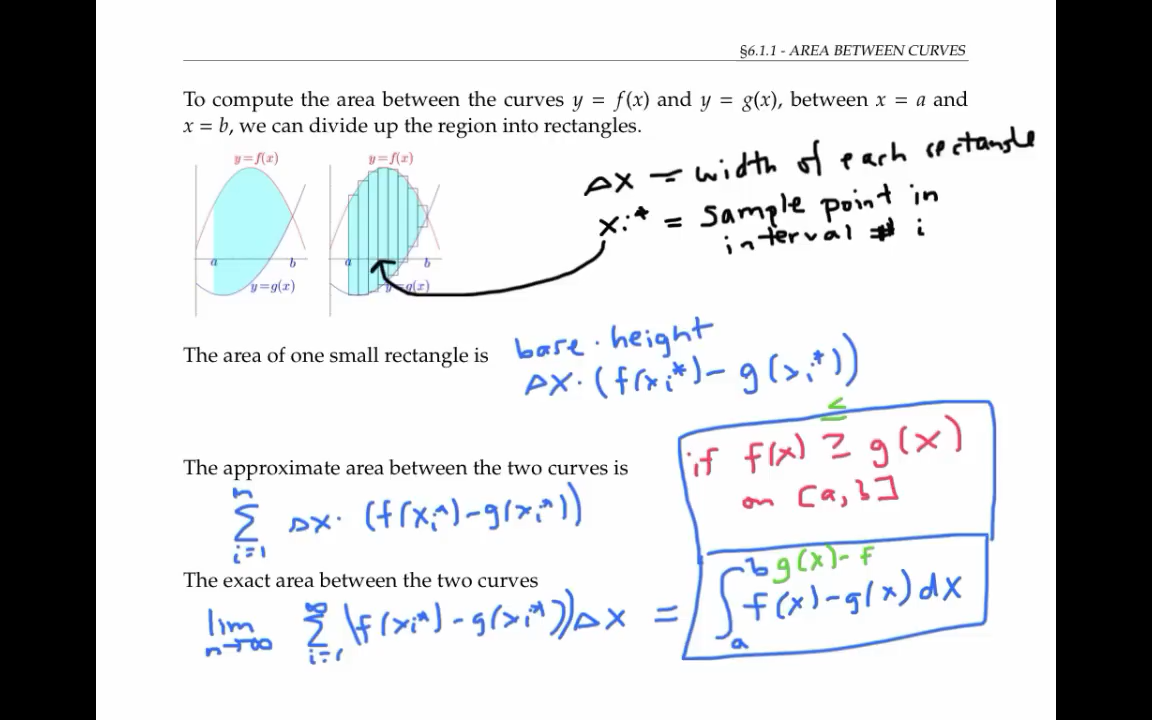 §6.1.1 - AREA BETWEEN CURVES
To compute the area between the curves y = f(x) and y = g(x), between x = a and
x = b, we can divide up the region into rectangles.
y=f(x)
a
b
y=g(x)
y=f(x)
a
b
y=g(x)
Δx = width of each rectangle
xᵢ* = sample point in
interval # i
The area of one small rectangle is
base · height
Δx · (f(xᵢ*) - g(xᵢ*))
≤
if f(x) ≥ g(x)
on [a, b]
The approximate area between the two curves is
∑ᵢ₌₁ⁿ Δx · (f(xᵢ*) - g(xᵢ*))
The exact area between the two curves
lim n→∞ ∑ᵢ₌₁^∞ (f(xᵢ*) - g(xᵢ*)) Δx = ∫ₐᵇ f(x) - g(x) dx
g(x) - f